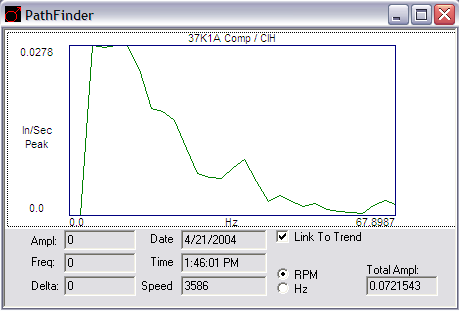 PathFinder
37K1A Comp / CIH
0.0278
In/Sec
Peak
0.0
0.0 Hz 67.8987
Ampl: 0 Date 4/21/2004 Link To Trend
Freq: 0 Time 1:46:01 PM
Delta: 0 Speed 3586
RPM
Hz
Total Ampl:
0.0721543